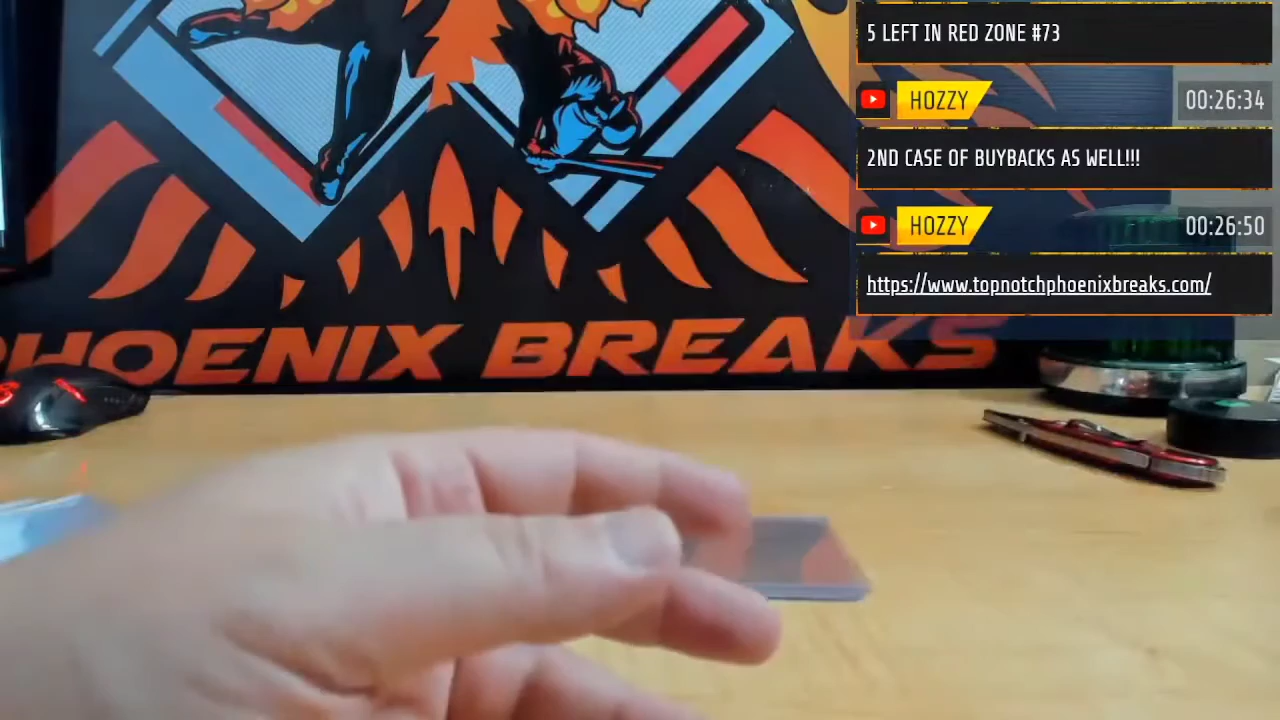 5 LEFT IN RED ZONE #73
HOZZY 00:26:34
2ND CASE OF BUYBACKS AS WELL!!!
HOZZY 00:26:50
https://www.topnotchphoenixbreaks.com/
PHOENIX BREAKS